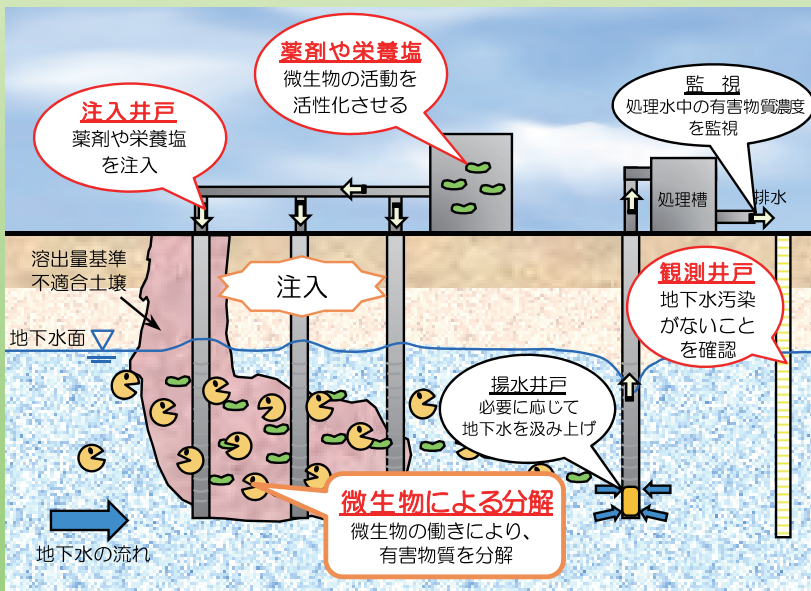 薬剤や栄養塩
微生物の活動を
活性化させる
注入井戸
薬剤や栄養塩
を注入
監　視
処理水中の有害物質濃度
を監視
処理槽
排水
溶出量基準
不適合土壌
注入
観測井戸
地下水汚染
がないこと
を確認
地下水面
揚水井戸
必要に応じて
地下水を汲み上げ
微生物による分解
微生物の働きにより、
有害物質を分解
地下水の流れ